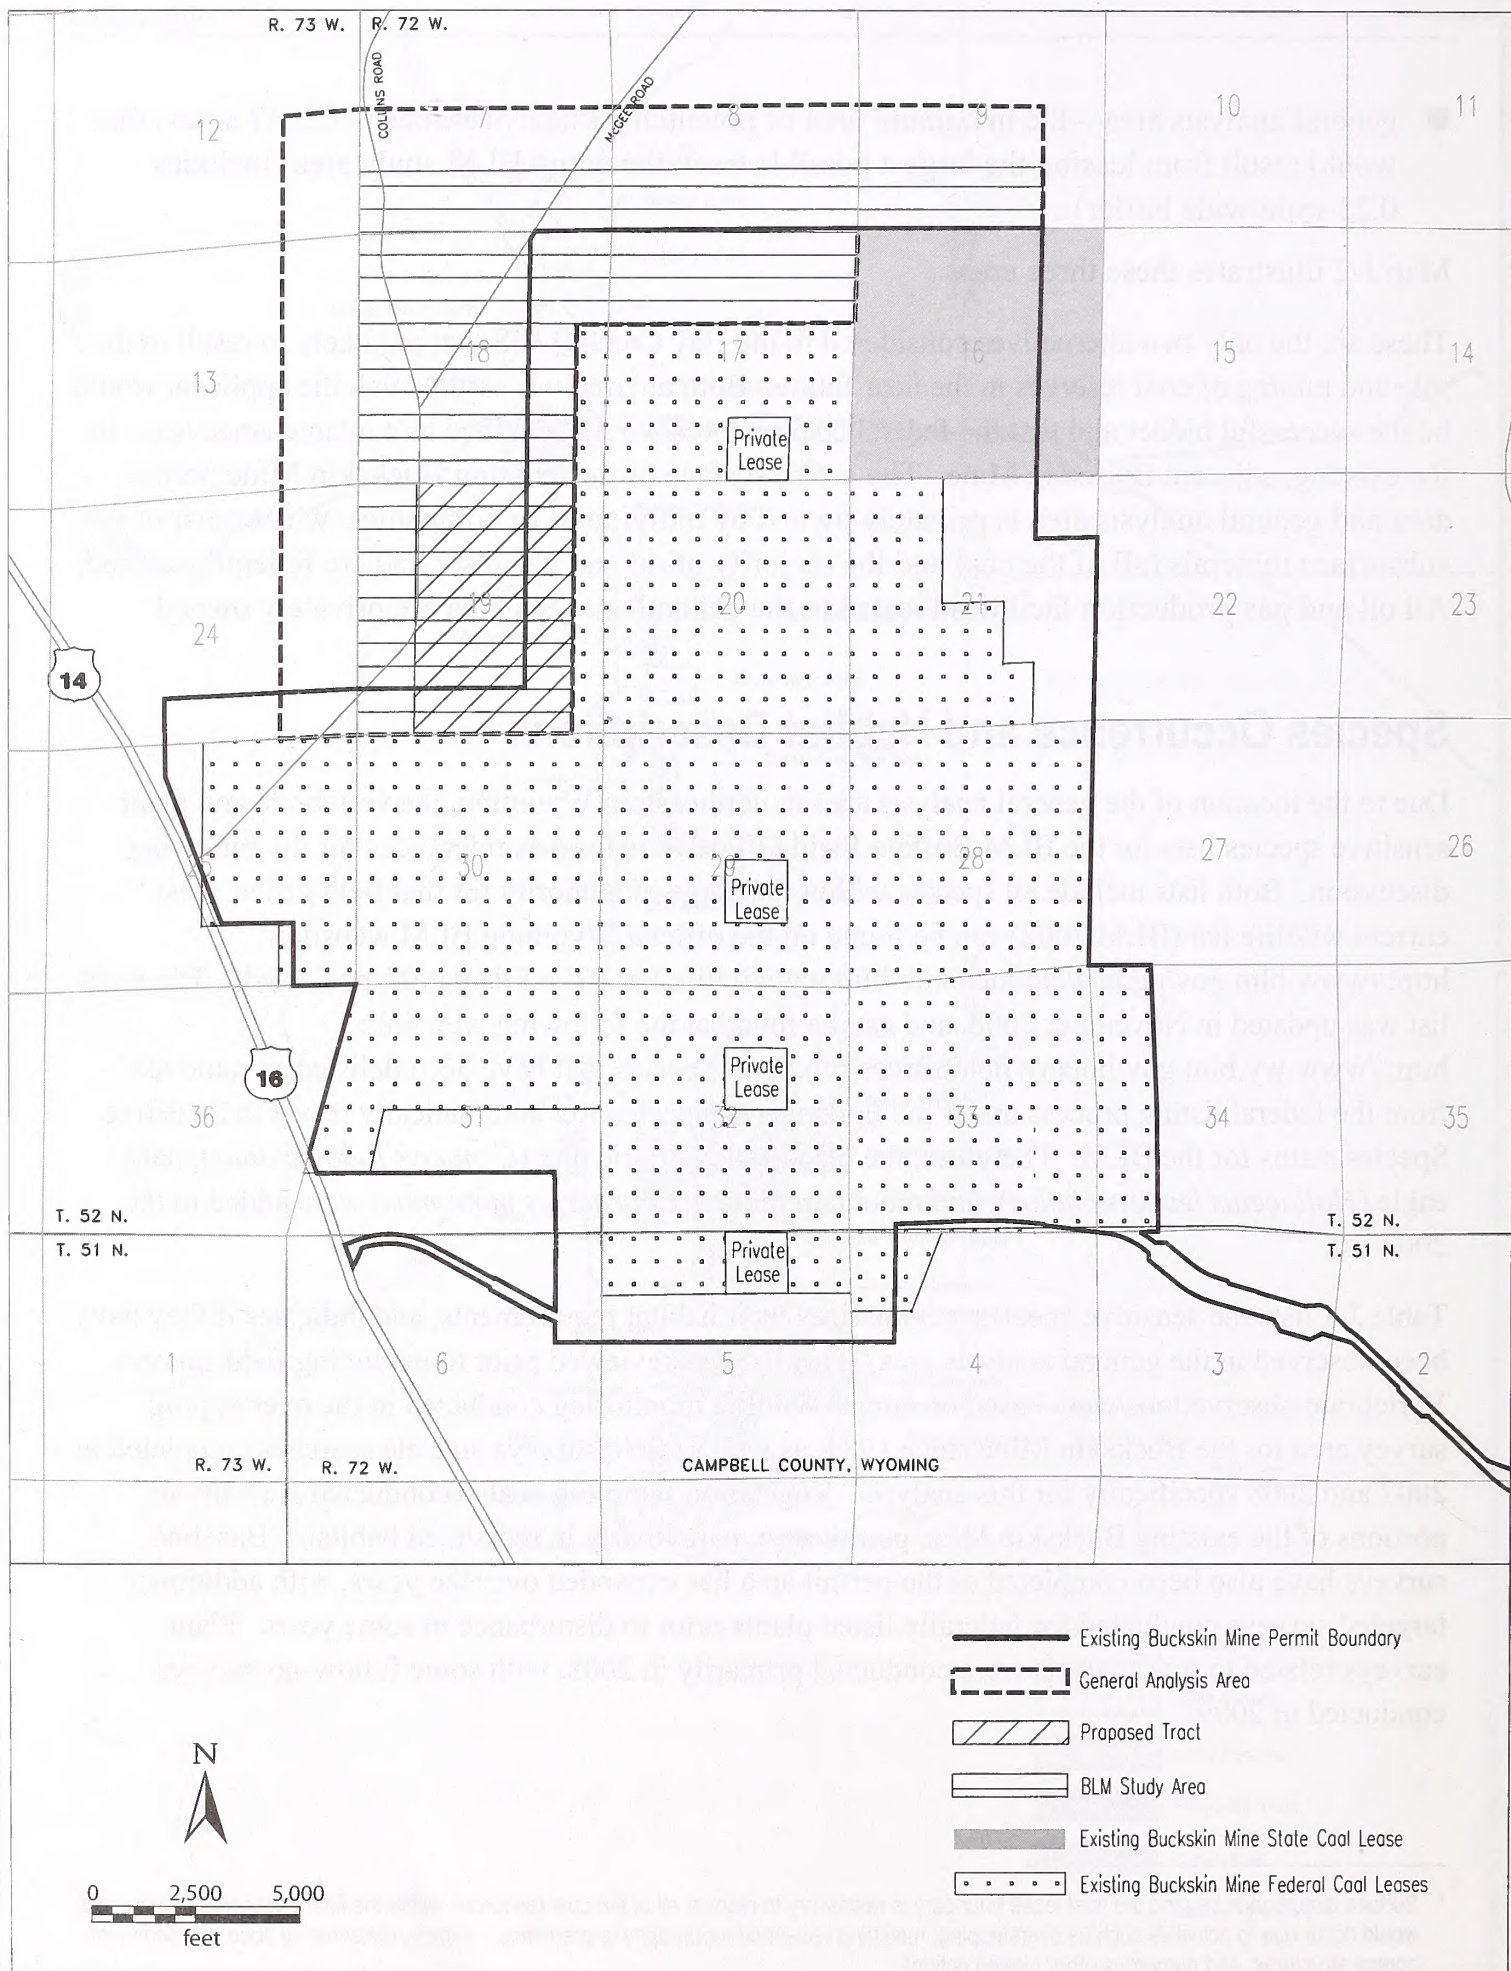 R. 73 W. R. 72 W.
COLLINS ROAD
McGEE ROAD
12
7
8
9
10
11
13
18
17
16
15
14
Private
Lease
24
19
20
21
22
23
14
25
30
29
27
26
Private
Lease
16
36
31
32
33
34
35
Private
Lease
T. 52 N.
T. 52 N.
T. 51 N.
T. 51 N.
Private
Lease
1
6
5
4
3
2
R. 73 W. R. 72 W.
CAMPBELL COUNTY, WYOMING
Existing Buckskin Mine Permit Boundary
General Analysis Area
Proposed Tract
BLM Study Area
Existing Buckskin Mine State Coal Lease
Existing Buckskin Mine Federal Coal Leases
N
0 2,500 5,000
feet